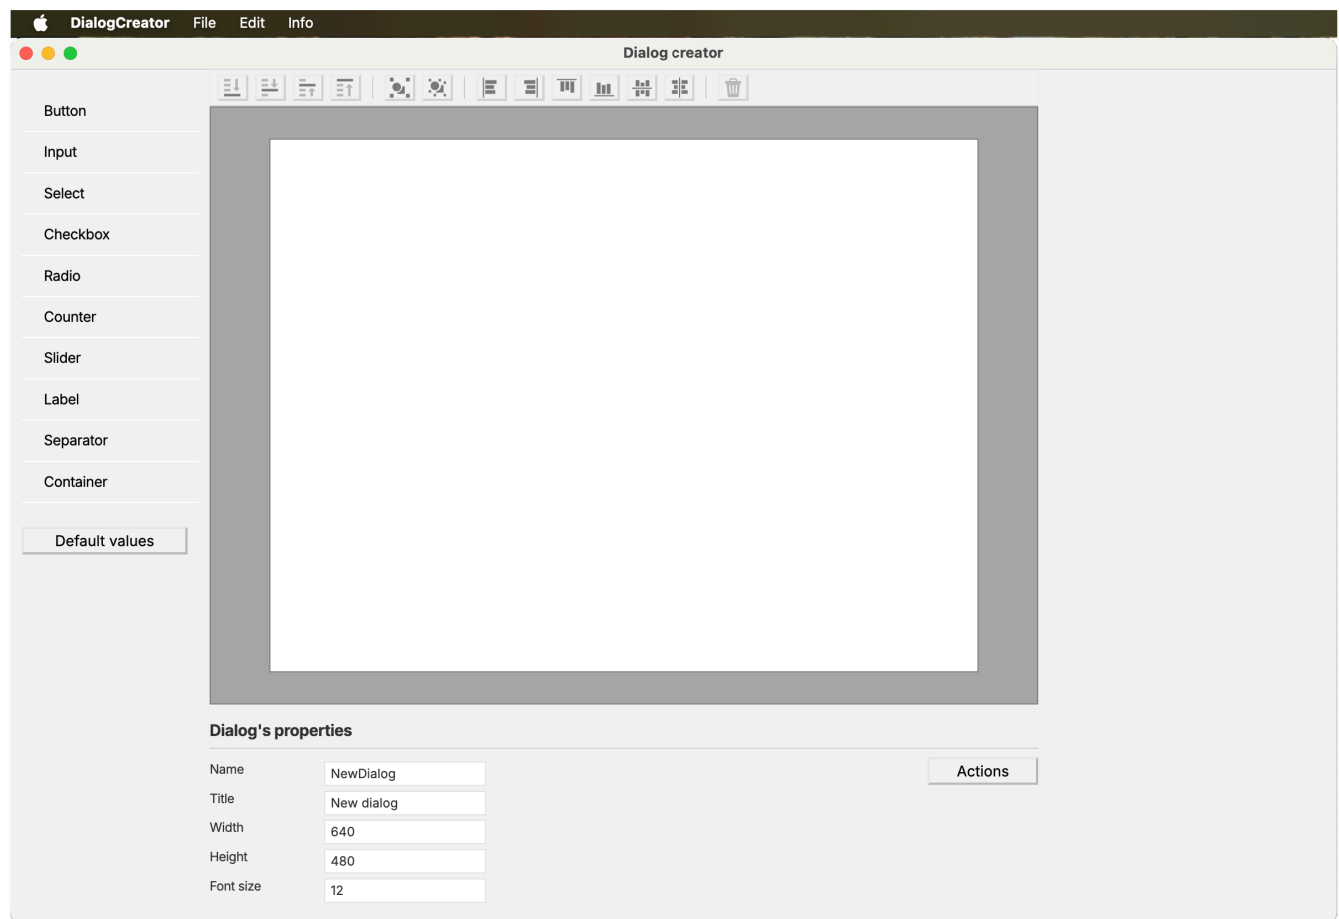 DialogCreator File Edit Info
Dialog creator
Button
Input
Select
Checkbox
Radio
Counter
Slider
Label
Separator
Container
Default values
Dialog's properties
Name NewDialog
Actions
Title New dialog
Width 640
Height 480
Font size 12